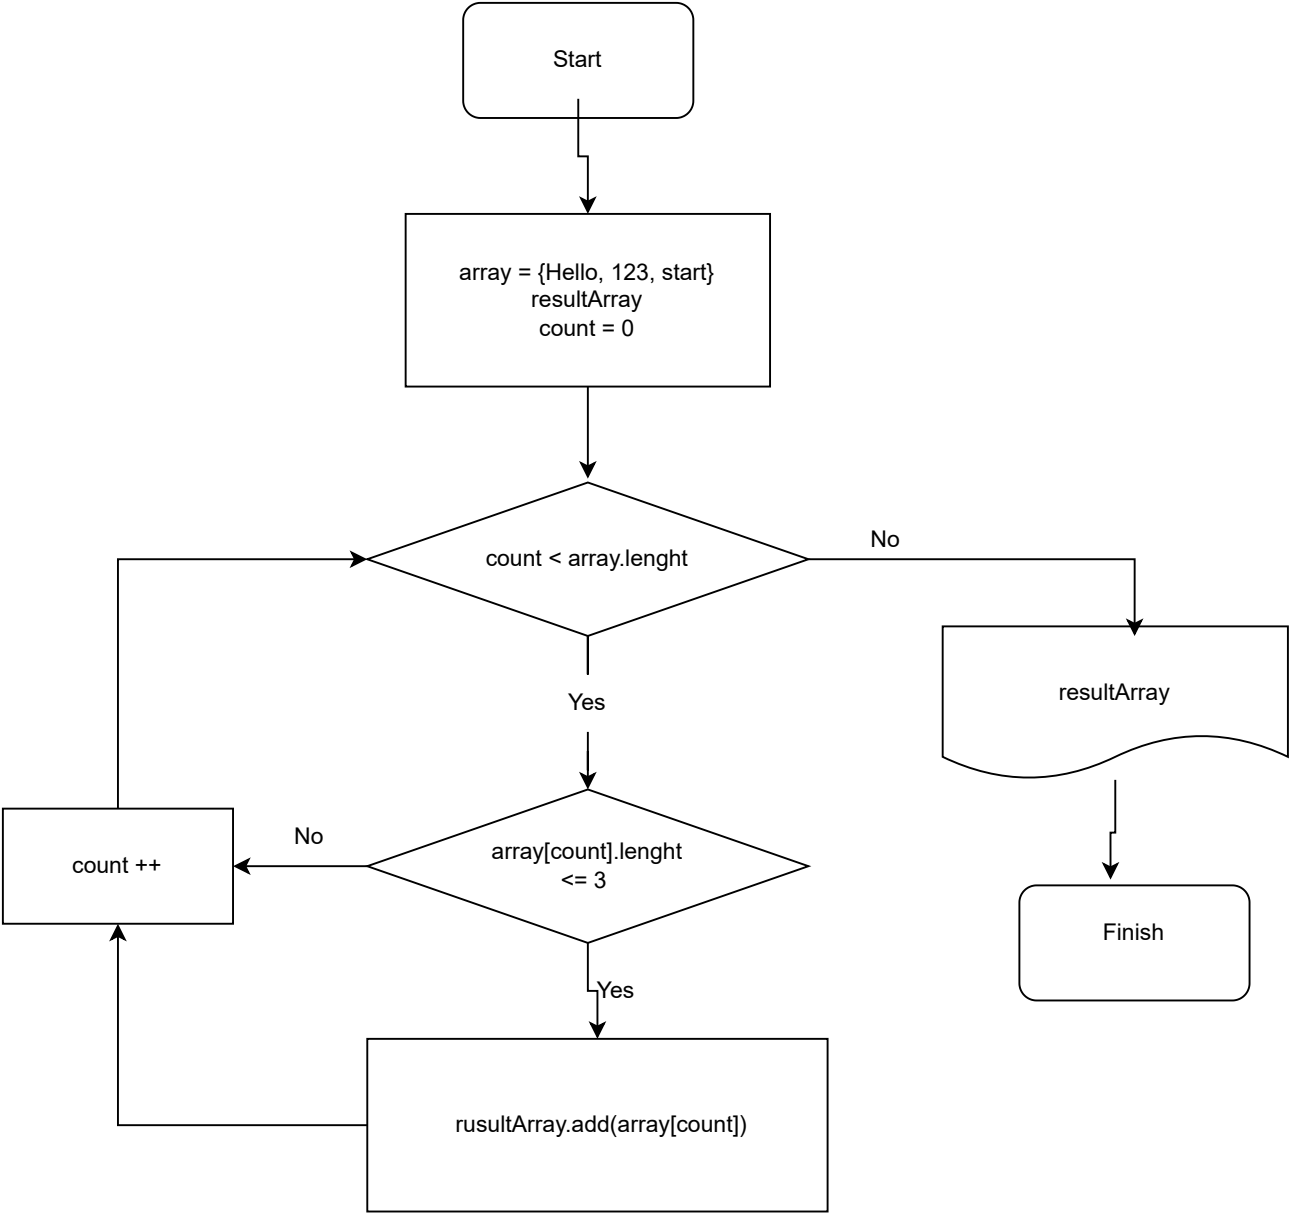 Start
array = {Hello, 123, start}
resultArray
count = 0
count < array.lenght
No
Yes
resultArray
array[count].lenght
<= 3
No
count ++
Finish
Yes
rusultArray.add(array[count])